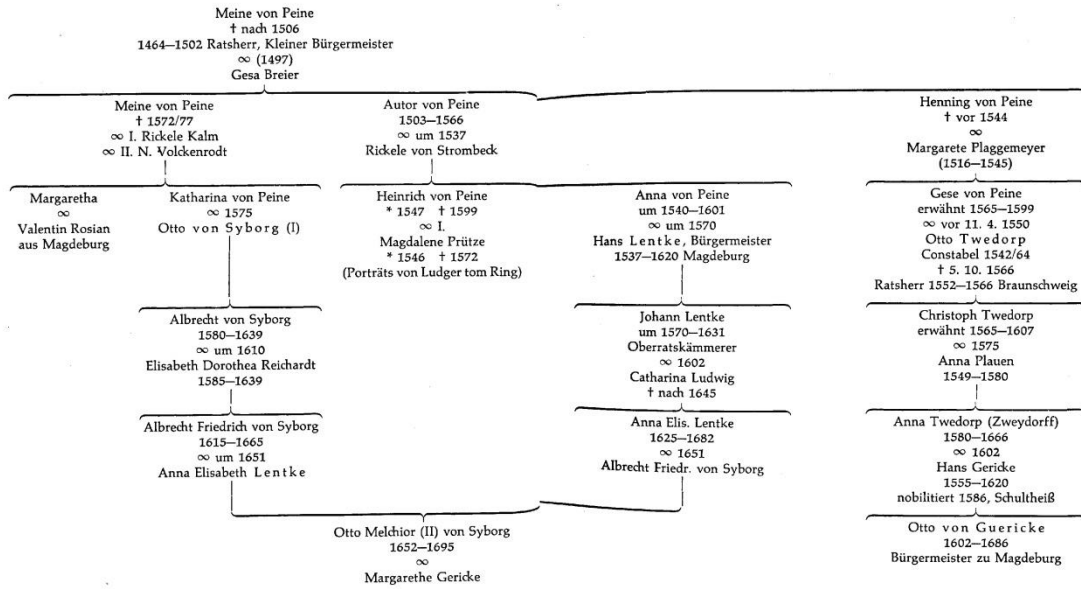 Meine von Peine
† nach 1506
1464—1502 Ratsherr, Kleiner Bürgermeister
∞ (1497)
Gesa Breier
Meine von Peine
† 1572/77
∞ I. Rickele Kalm
∞ II. N. Volckenrodt
Autor von Peine
1503—1566
∞ um 1537
Rickele von Strombeck
Henning von Peine
† vor 1544
∞
Margarete Plaggemeyer
(1516—1545)
Margaretha
∞
Valentin Rosian
aus Magdeburg
Katharina von Peine
∞ 1575
Otto von Syborg (I)
Heinrich von Peine
* 1547 † 1599
∞ I.
Magdalene Prütze
* 1546 † 1572
(Porträts von Ludger tom Ring)
Anna von Peine
um 1540—1601
∞ um 1570
Hans Lentke, Bürgermeister
1537—1620 Magdeburg
Gese von Peine
erwähnt 1565—1599
∞ vor 11. 4. 1550
Otto Twedorp
Constabel 1542/64
† 5. 10. 1566
Ratsherr 1552—1566 Braunschweig
Albrecht von Syborg
1580—1639
∞ um 1610
Elisabeth Dorothea Reichardt
1585—1639
Johann Lentke
um 1570—1631
Oberratskämmerer
∞ 1602
Catharina Ludwig
† nach 1645
Christoph Twedorp
erwähnt 1565—1607
∞ 1575
Anna Plauen
1549—1580
Albrecht Friedrich von Syborg
1615—1665
∞ um 1651
Anna Elisabeth Lentke
Anna Elis. Lentke
1625—1682
∞ 1651
Albrecht Friedr. von Syborg
Anna Twedorp (Zweydorff)
1580—1666
∞ 1602
Hans Gericke
1555—1620
nobilitiert 1586, Schultheiß
Otto Melchior (II) von Syborg
1652—1695
∞
Margarethe Gericke
Otto von Guericke
1602—1686
Bürgermeister zu Magdeburg